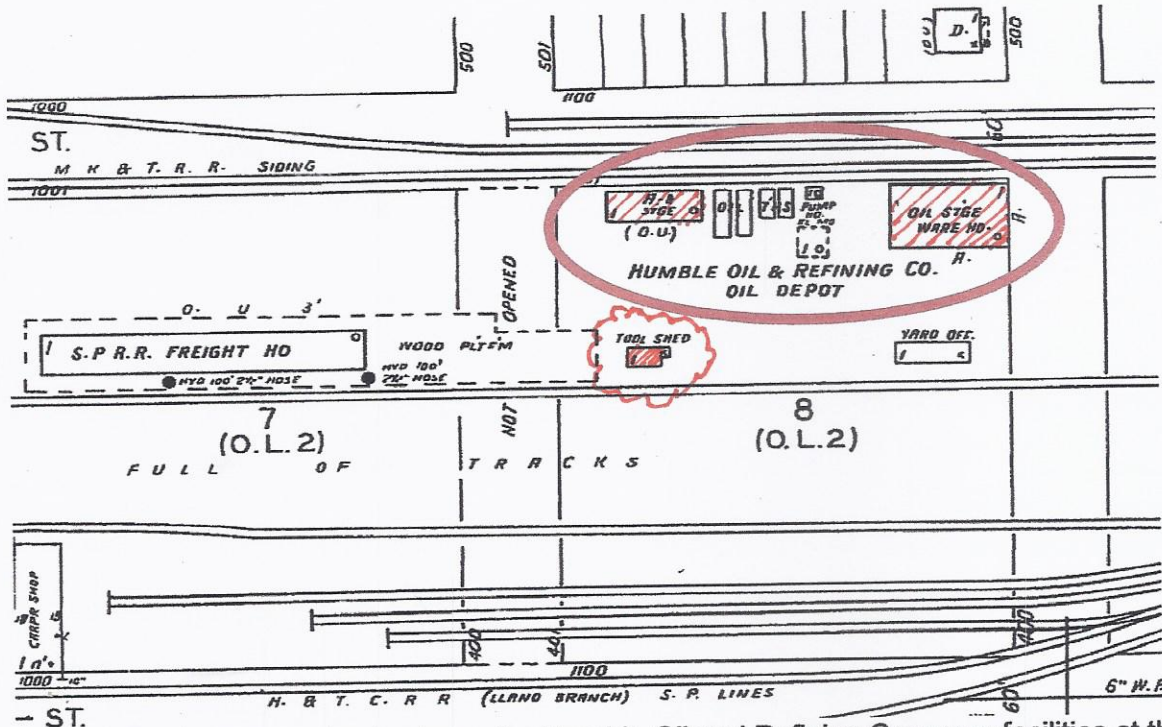 500
501
(D U)
D.
500
1000
1100
60'
ST.
M K & T. R. R. SIDING
1001
STGE
(O.U.)
OIL T'K'S
PUMP
HO.
OIL STGE
WARE HO.
A.
A.
HUMBLE OIL & REFINING CO.
OIL DEPOT
OPENED
O. U 3'
S.P R.R. FREIGHT HO
WOOD PLTF'M
TOOL SHED
YARD OFF.
HYD 100' 2½" HOSE
HYD 100'
2½" HOSE
NOT
7
(O.L.2)
8
(O.L.2)
FULL OF TRACKS
CARPR SHOP
400
401
400
1100
1000
60'
H. & T. C. R R (LLANO BRANCH) S. P. LINES
6" W.P.
ST.